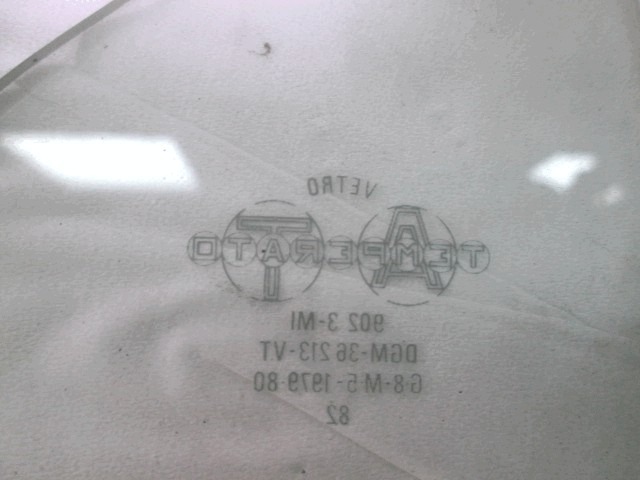 VETRO
A T
TEMPERATO
902 3-MI
DGM-36 213-VT
G·8·M 5·1979·80
82